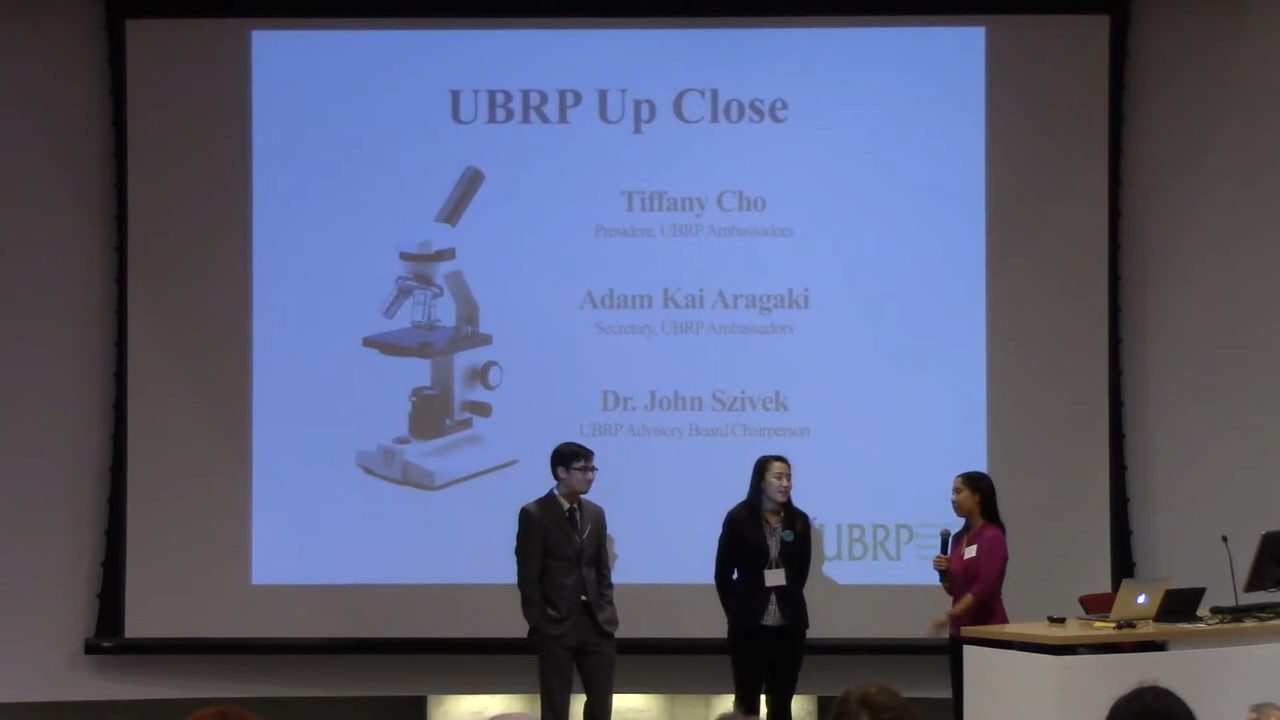 UBRP Up Close
Tiffany Cho
President, UBRP Ambassadors
Adam Kai Aragaki
Secretary, UBRP Ambassadors
Dr. John Szivek
UBRP Advisory Board Chairperson
UBRP